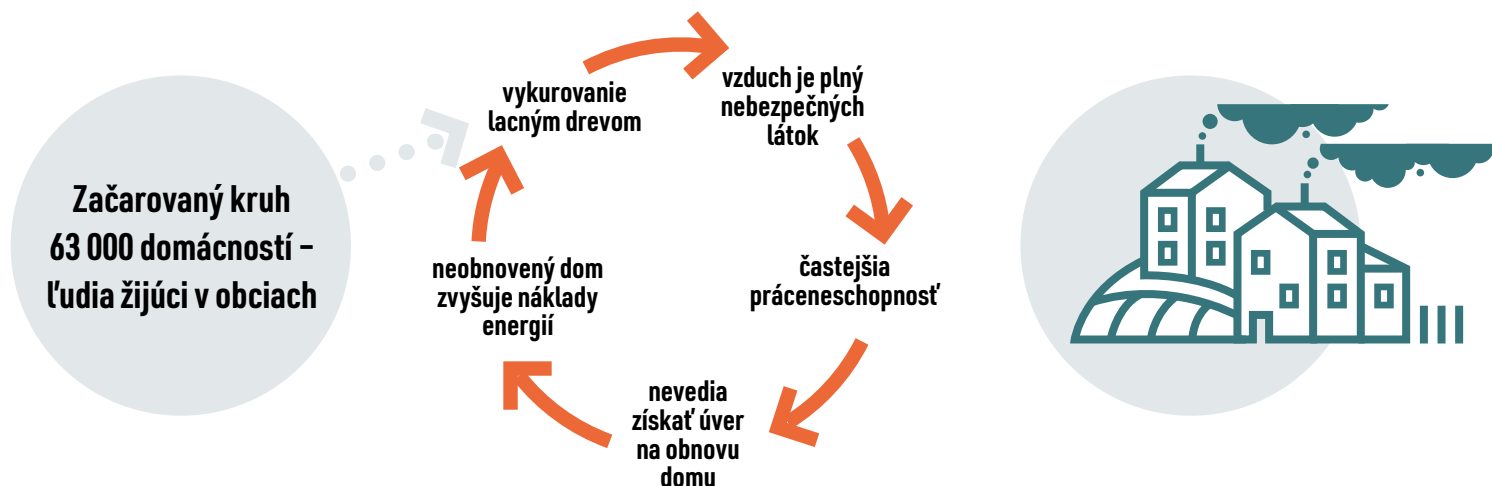 Začarovaný kruh
63 000 domácností –
ľudia žijúci v obciach
vykurovanie
lacným drevom
vzduch je plný
nebezpečných
látok
častejšia
práceneschopnosť
nevedia
získať úver
na obnovu
domu
neobnovený dom
zvyšuje náklady
energií